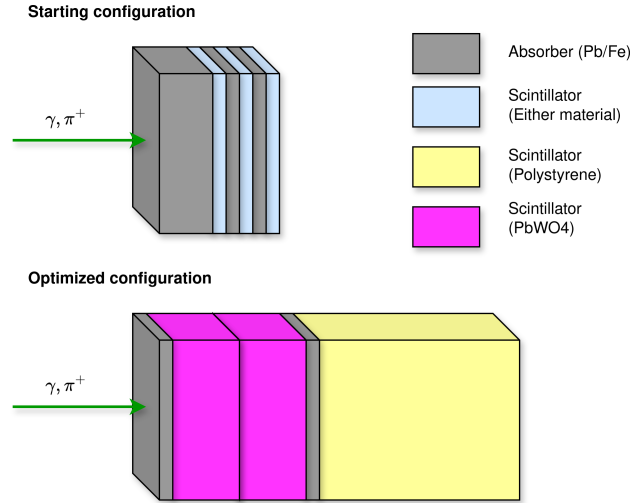 Starting configuration
γ, π⁺
Absorber (Pb/Fe)
Scintillator
(Either material)
Scintillator
(Polystyrene)
Scintillator
(PbWO4)
Optimized configuration
γ, π⁺